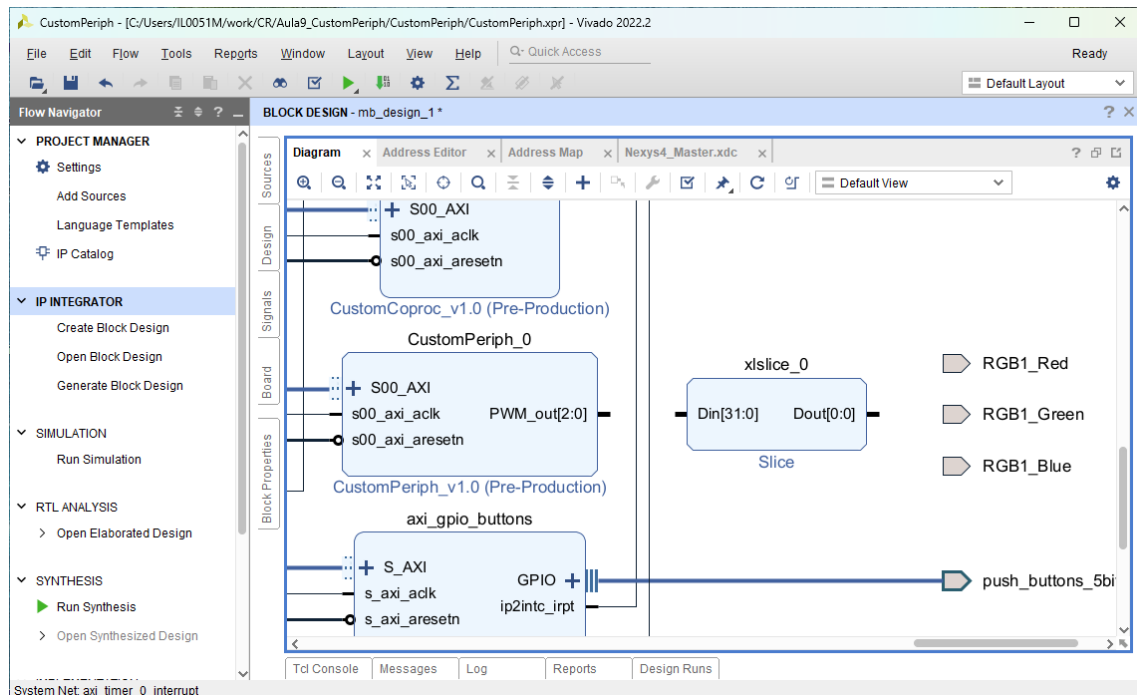 CustomPeriph - [C:/Users/IL0051M/work/CR/Aula9_CustomPeriph/CustomPeriph/CustomPeriph.xpr] - Vivado 2022.2
File Edit Flow Tools Reports Window Layout View Help Quick Access Ready
Default Layout
Flow Navigator
PROJECT MANAGER
Settings
Add Sources
Language Templates
IP Catalog
IP INTEGRATOR
Create Block Design
Open Block Design
Generate Block Design
SIMULATION
Run Simulation
RTL ANALYSIS
Open Elaborated Design
SYNTHESIS
Run Synthesis
Open Synthesized Design
BLOCK DESIGN - mb_design_1 *
Sources
Design
Signals
Board
Block Properties
Diagram Address Editor Address Map Nexys4_Master.xdc
Default View
S00_AXI
s00_axi_aclk
s00_axi_aresetn
CustomCoproc_v1.0 (Pre-Production)
CustomPeriph_0
S00_AXI
s00_axi_aclk PWM_out[2:0]
s00_axi_aresetn
CustomPeriph_v1.0 (Pre-Production)
xlslice_0
Din[31:0] Dout[0:0]
Slice
RGB1_Red
RGB1_Green
RGB1_Blue
axi_gpio_buttons
S_AXI
s_axi_aclk
s_axi_aresetn
GPIO
ip2intc_irpt
push_buttons_5bi
Tcl Console Messages Log Reports Design Runs
System Net: axi_timer_0_interrupt